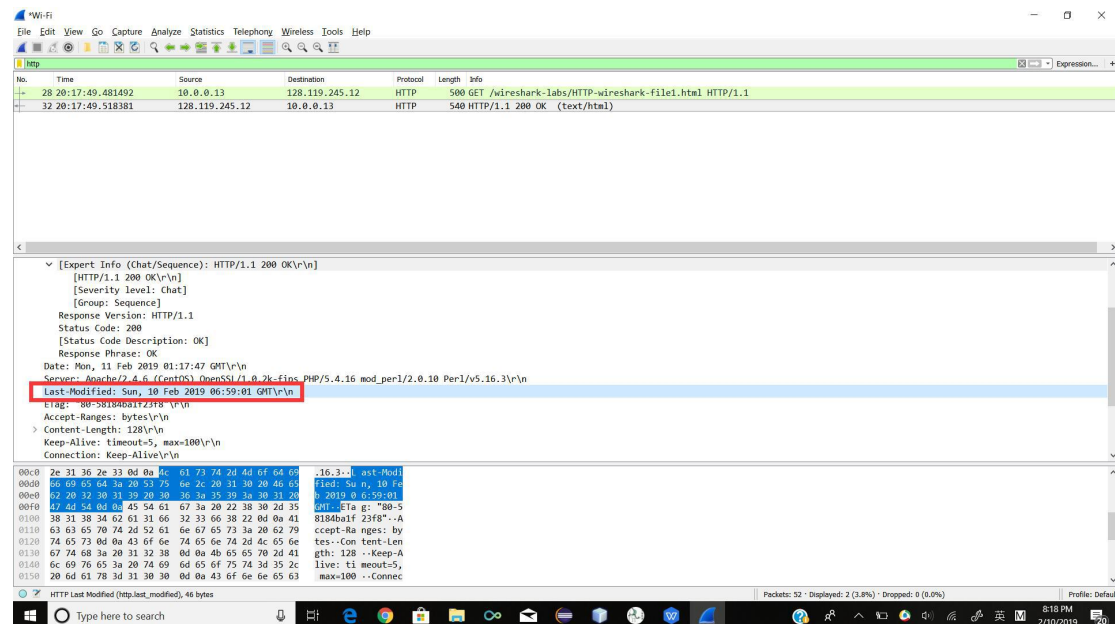 *Wi-Fi
File Edit View Go Capture Analyze Statistics Telephony Wireless Tools Help
http Expression... +
No. Time Source Destination Protocol Length Info
28 20:17:49.481492 10.0.0.13 128.119.245.12 HTTP 500 GET /wireshark-labs/HTTP-wireshark-file1.html HTTP/1.1
32 20:17:49.518381 128.119.245.12 10.0.0.13 HTTP 540 HTTP/1.1 200 OK (text/html)
[Expert Info (Chat/Sequence): HTTP/1.1 200 OK\r\n]
[HTTP/1.1 200 OK\r\n]
[Severity level: Chat]
[Group: Sequence]
Response Version: HTTP/1.1
Status Code: 200
[Status Code Description: OK]
Response Phrase: OK
Date: Mon, 11 Feb 2019 01:17:47 GMT\r\n
Server: Apache/2.4.6 (CentOS) OpenSSL/1.0.2k-fips PHP/5.4.16 mod_perl/2.0.10 Perl/v5.16.3\r\n
Last-Modified: Sun, 10 Feb 2019 06:59:01 GMT\r\n
ETag: "80-58184ba1f23f8"\r\n
Accept-Ranges: bytes\r\n
Content-Length: 128\r\n
Keep-Alive: timeout=5, max=100\r\n
Connection: Keep-Alive\r\n
00c0 2e 31 36 2e 33 0d 0a 4c 61 73 74 2d 4d 6f 64 69 .16.3··L ast-Modi
00d0 66 69 65 64 3a 20 53 75 6e 2c 20 31 30 20 46 65 fied: Su n, 10 Fe
00e0 62 20 32 30 31 39 20 30 36 3a 35 39 3a 30 31 20 b 2019 0 6:59:01
00f0 47 4d 54 0d 0a 45 54 61 67 3a 20 22 38 30 2d 35 GMT··ETa g: "80-5
0100 38 31 38 34 62 61 31 66 32 33 66 38 22 0d 0a 41 8184ba1f 23f8"··A
0110 63 63 65 70 74 2d 52 61 6e 67 65 73 3a 20 62 79 ccept-Ra nges: by
0120 74 65 73 0d 0a 43 6f 6e 74 65 6e 74 2d 4c 65 6e tes··Con tent-Len
0130 67 74 68 3a 20 31 32 38 0d 0a 4b 65 65 70 2d 41 gth: 128 ··Keep-A
0140 6c 69 76 65 3a 20 74 69 6d 65 6f 75 74 3d 35 2c live: ti meout=5,
0150 20 6d 61 78 3d 31 30 30 0d 0a 43 6f 6e 6e 65 63 max=100 ··Connec
HTTP Last Modified (http.last_modified), 46 bytes Packets: 52 · Displayed: 2 (3.8%) · Dropped: 0 (0.0%) Profile: Defaul
Type here to search 英 M 8:18 PM
2/10/2019 20